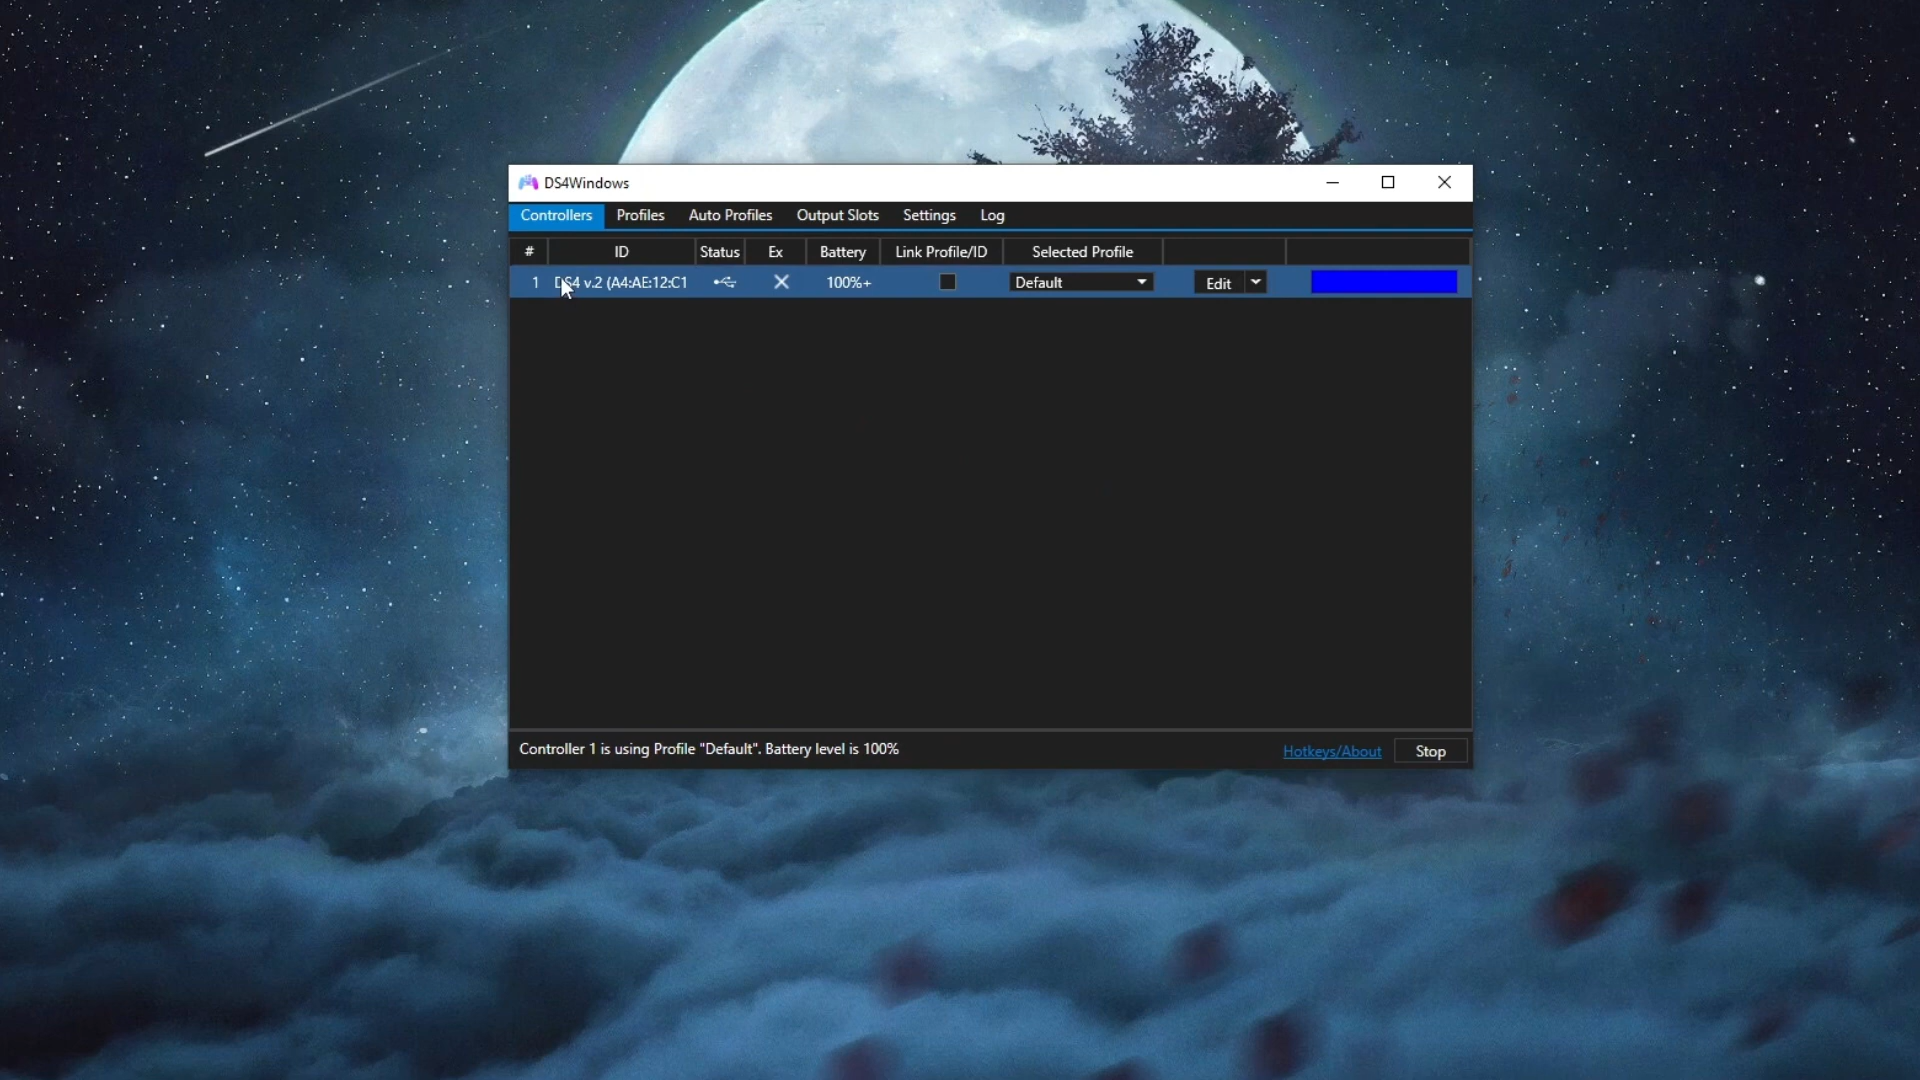 DS4Windows
Controllers Profiles Auto Profiles Output Slots Settings Log
# ID Status Ex Battery Link Profile/ID Selected Profile
1 DS4 v.2 (A4:AE:12:C1 100%+ Default Edit
Controller 1 is using Profile "Default". Battery level is 100% Hotkeys/About Stop